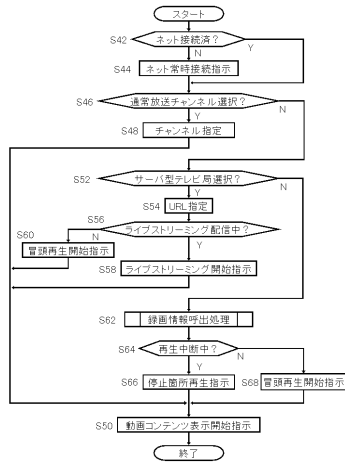 スタート
S42 ネット接続済？
Y
N
S44 ネット常時接続指示
S46 通常放送チャンネル選択？
N
Y
S48 チャンネル指定
S52 サーバ型テレビ局選択？
N
Y
S54 URL指定
S56 ライブストリーミング配信中？
S60
N
冒頭再生開始指示
Y
S58 ライブストリーミング開始指示
S62 録画情報呼出処理
S64 再生中断中？
N
Y
S66 停止箇所再生指示
S68 冒頭再生開始指示
S50 動画コンテンツ表示開始指示
終了